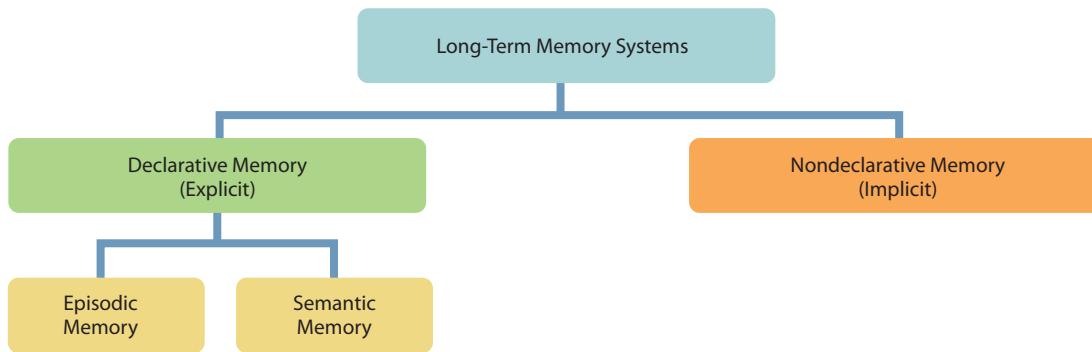 Long-Term Memory Systems
Declarative Memory
(Explicit)
Nondeclarative Memory
(Implicit)
Episodic
Memory
Semantic
Memory